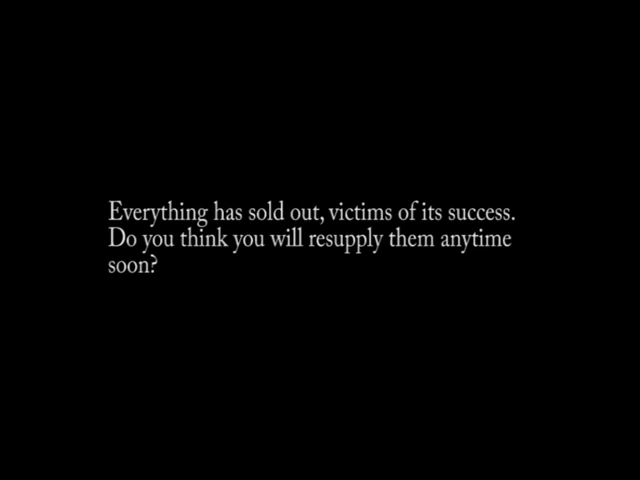 Everything has sold out, victims of its success.
Do you think you will resupply them anytime
soon?